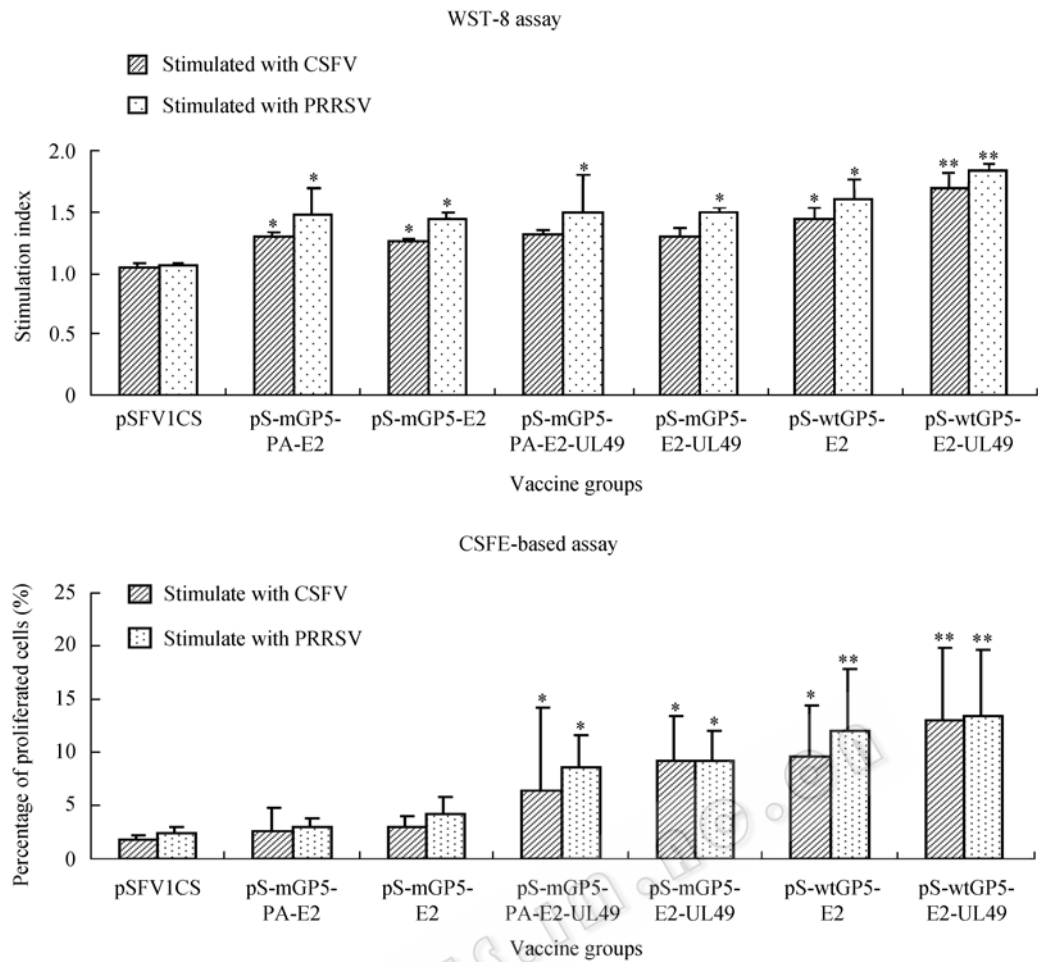 WST-8 assay
Stimulated with CSFV
Stimulated with PRRSV
Stimulation index
2.0
1.5
1.0
0.5
0
* * * * * * * * ** **
pSFV1CS pS-mGP5- pS-mGP5-E2 pS-mGP5- pS-mGP5- pS-wtGP5- pS-wtGP5-
PA-E2 PA-E2-UL49 E2-UL49 E2 E2-UL49
Vaccine groups
CSFE-based assay
Stimulate with CSFV
Stimulate with PRRSV
Percentage of proliferated cells (%)
25
20
15
10
5
0
* * * * * ** ** **
pSFV1CS pS-mGP5- pS-mGP5- pS-mGP5- pS-mGP5- pS-wtGP5- pS-wtGP5-
PA-E2 E2 PA-E2-UL49 E2-UL49 E2 E2-UL49
Vaccine groups